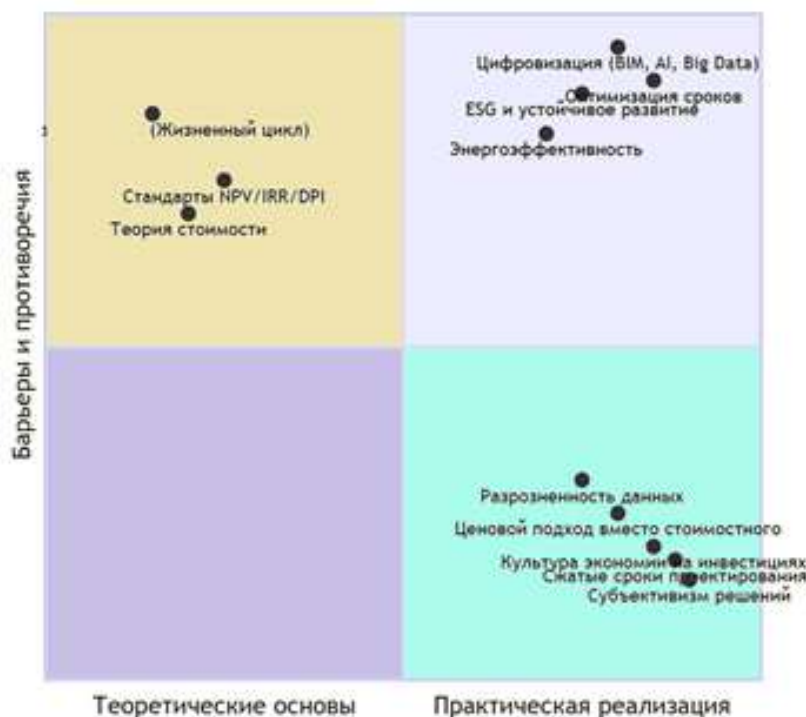 Цифровизация (BIM, AI, Big Data)
Оптимизация сроков
ESG и устойчивое развитие
(Жизненный цикл)
Энергоэффективность
Стандарты NPV/IRR/DPI
Теория стоимости
Барьеры и противоречия
Разрозненность данных
Ценовой подход вместо стоимостного
Культура экономии на инвестициях
Сжатые сроки проектирования
Субъективизм решений
Теоретические основы
Практическая реализация